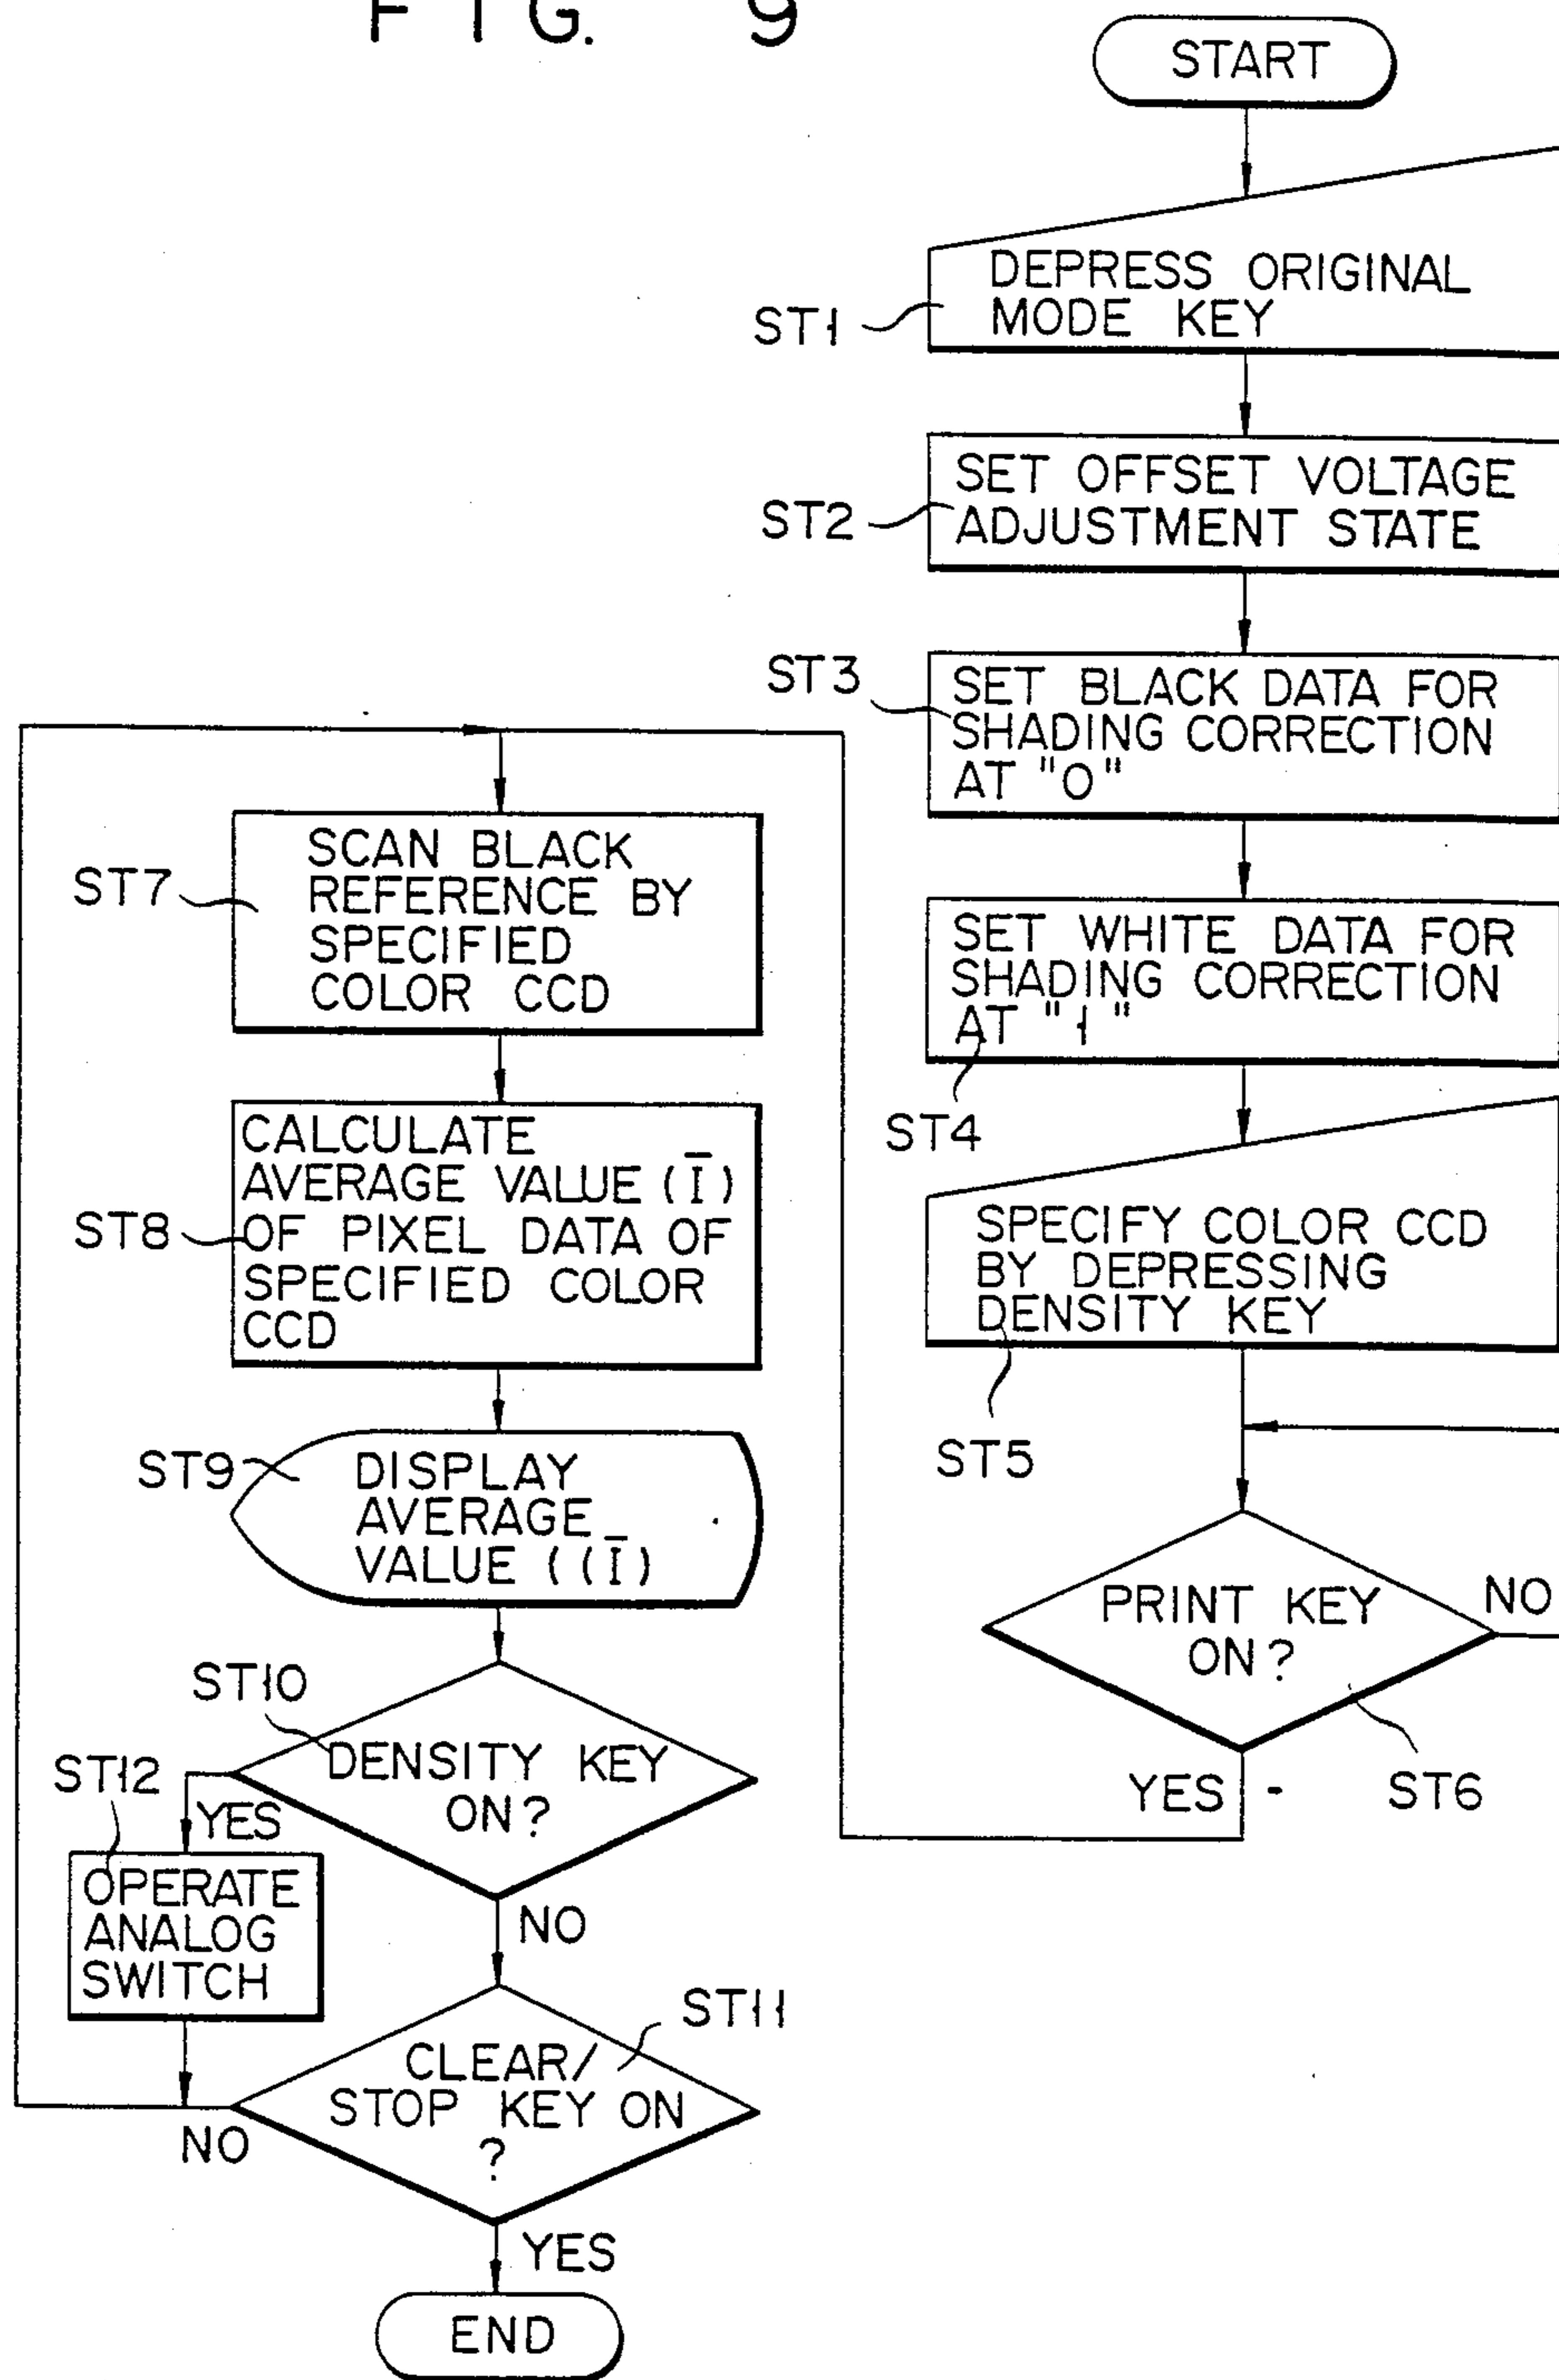 FIG. 9
START
DEPRESS ORIGINAL
MODE KEY
ST1
SET OFFSET VOLTAGE
ADJUSTMENT STATE
ST2
ST3
SET BLACK DATA FOR
SHADING CORRECTION
AT "0"
SET WHITE DATA FOR
SHADING CORRECTION
AT "1"
ST4
SPECIFY COLOR CCD
BY DEPRESSING
DENSITY KEY
ST5
PRINT KEY
ON?
NO
YES
ST6
ST7
SCAN BLACK
REFERENCE BY
SPECIFIED
COLOR CCD
CALCULATE
AVERAGE VALUE (Ī)
OF PIXEL DATA OF
SPECIFIED COLOR
CCD
ST8
ST9
DISPLAY
AVERAGE
VALUE ((Ī)
ST10
DENSITY KEY
ON?
ST12
YES
OPERATE
ANALOG
SWITCH
NO
ST11
CLEAR/
STOP KEY ON
?
NO
YES
END